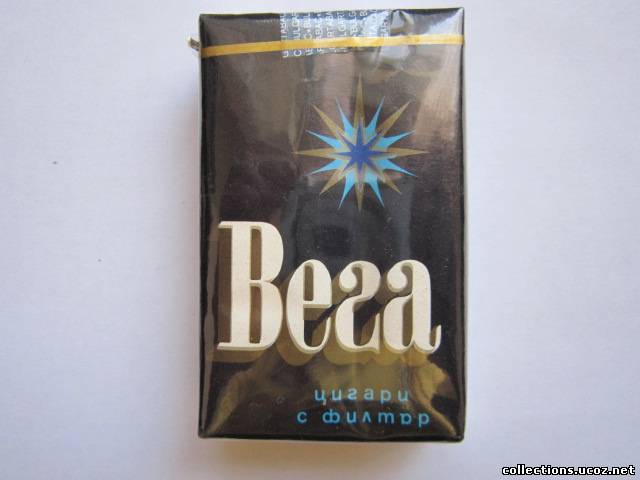 Вега
цигари
с филтър
collections.ucoz.net